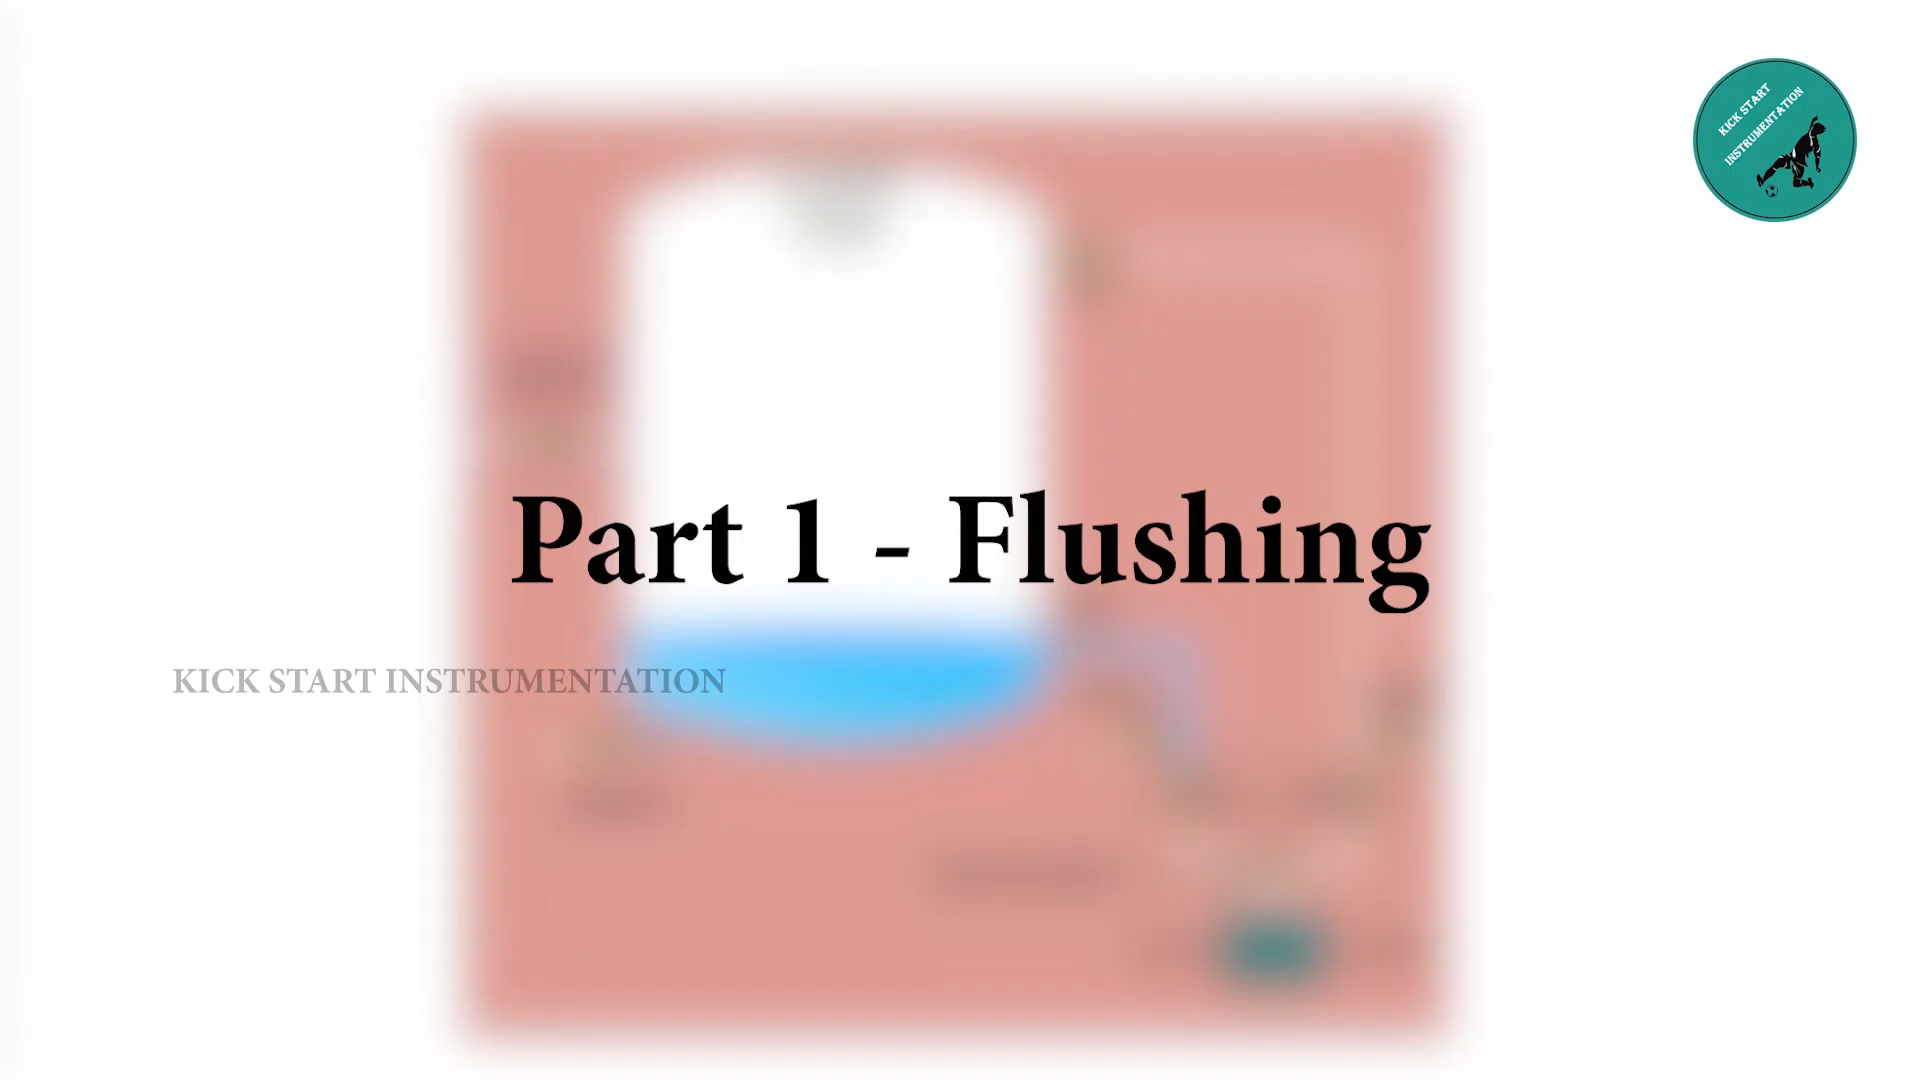 KICK START
INSTRUMENTATION
Part 1 - Flushing
KICK START INSTRUMENTATION